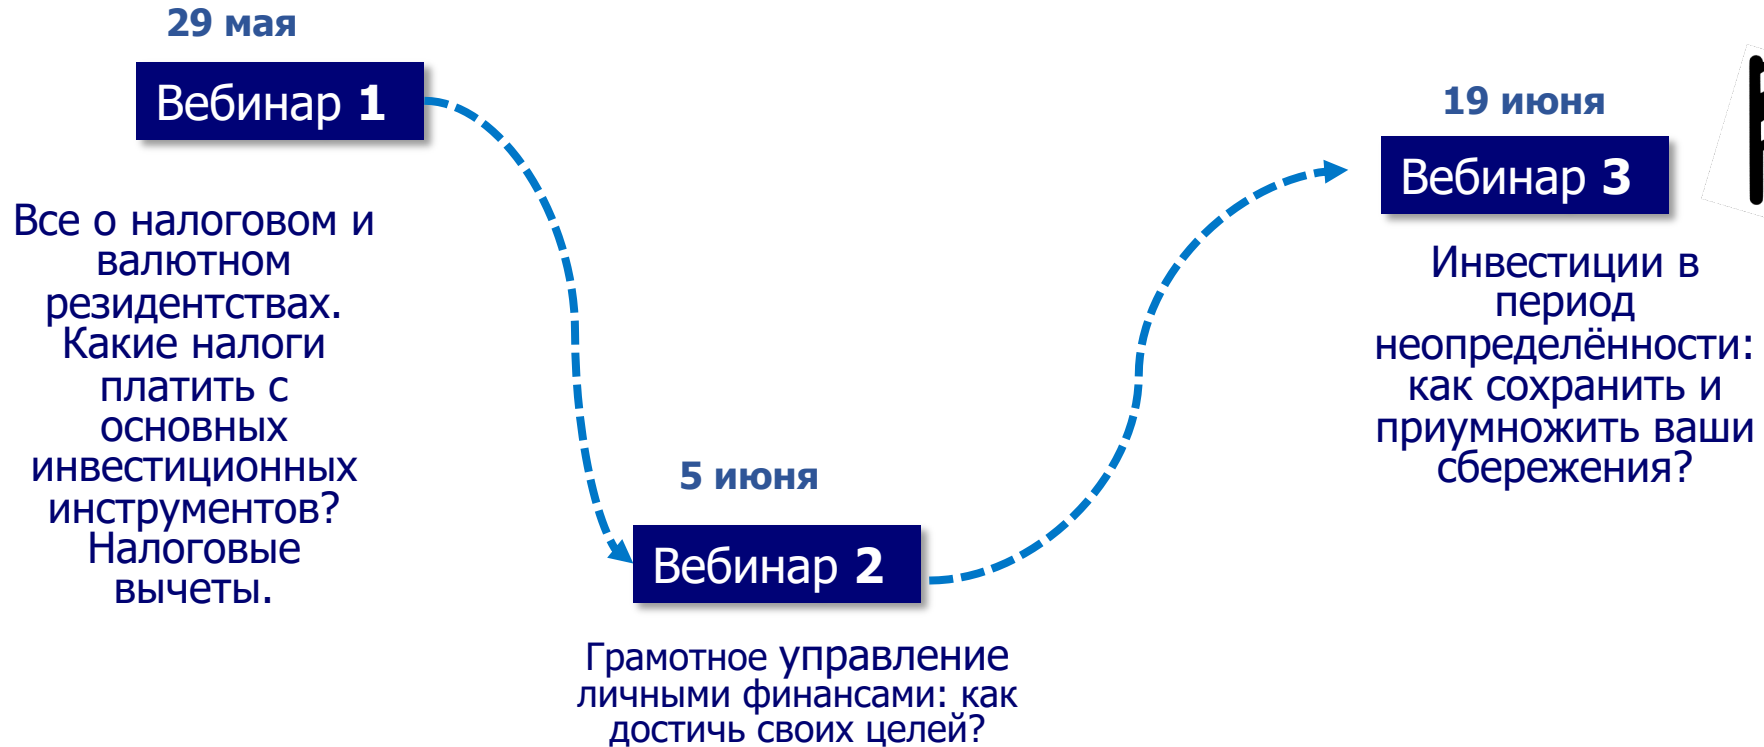 29 мая
Вебинар 1
Все о налоговом и
валютном
резидентствах.
Какие налоги
платить с
основных
инвестиционных
инструментов?
Налоговые
вычеты.
5 июня
Вебинар 2
Грамотное управление
личными финансами: как
достичь своих целей?
19 июня
Вебинар 3
Инвестиции в
период
неопределённости:
как сохранить и
приумножить ваши
сбережения?